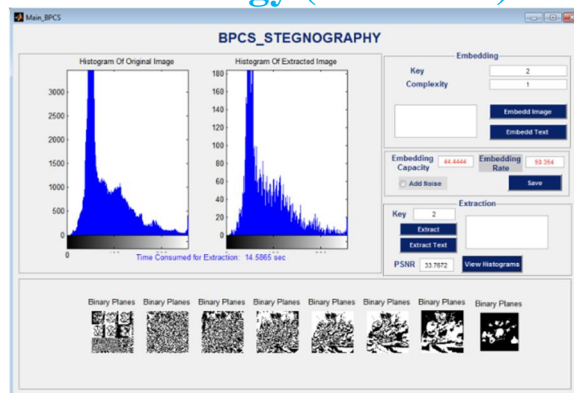 gy (
Main_BPCS
BPCS_STEGNOGRAPHY
Histogram Of Original Image
Histogram Of Extracted Image
3000
2500
2000
1500
1000
500
0
0
180
160
140
120
100
80
60
40
20
0
Time Consumed for Extraction: 14.5865 sec
Embedding
Key 2
Complexity 1
Embedd Image
Embedd Text
Embedding Capacity 44.4444
Embedding Rate
Add Noise
Save
Extraction
Key 2
Extract
Extract Text
PSNR 33.7672
View Histograms
Binary Planes Binary Planes Binary Planes Binary Planes Binary Planes Binary Planes Binary Planes Binary Planes